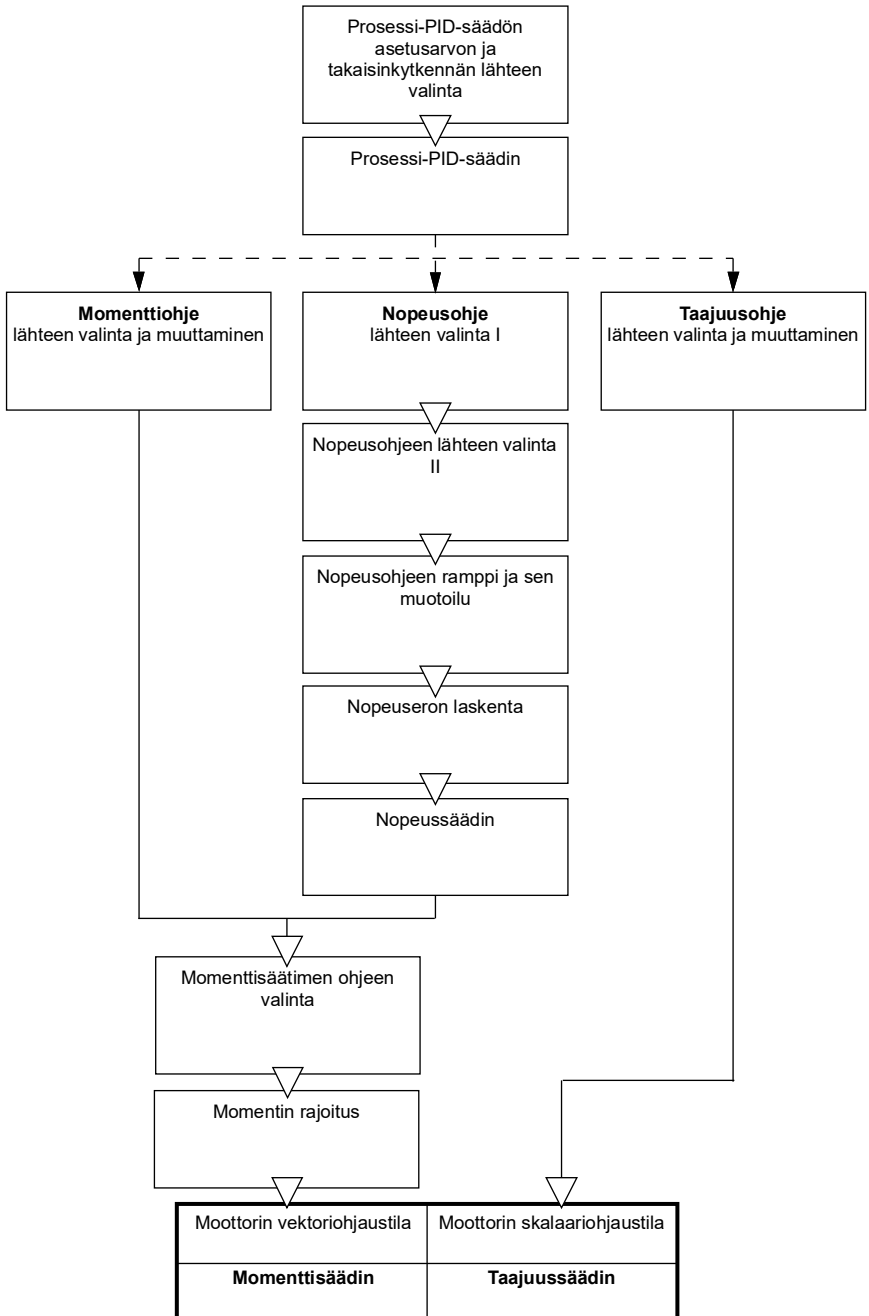 Prosessi-PID-säädön
asetusarvon ja
takaisinkytkennän lähteen
valinta
Prosessi-PID-säädin
Momenttiohje
lähteen valinta ja muuttaminen
Nopeusohje
lähteen valinta I
Taajuusohje
lähteen valinta ja muuttaminen
Nopeusohjeen lähteen valinta
II
Nopeusohjeen ramppi ja sen
muotoilu
Nopeuseron laskenta
Nopeussäädin
Momenttisäätimen ohjeen
valinta
Momentin rajoitus
Moottorin vektoriohjaustila
Moottorin skalaariohjaustila
Momenttisäädin
Taajuussäädin